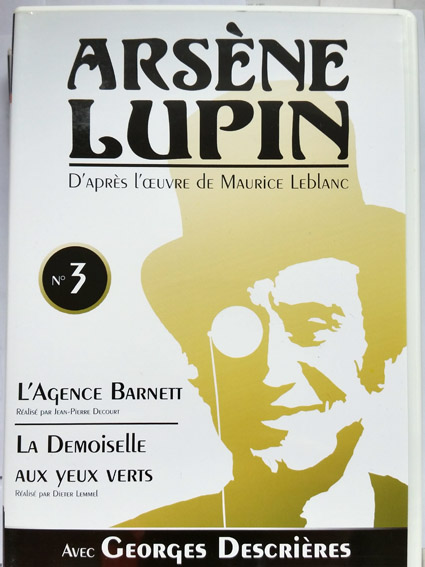 ARSÈNE
LUPIN
D'après l'œuvre de Maurice Leblanc
N° 3
L'Agence Barnett
Réalisé par Jean-Pierre Decourt
La Demoiselle
aux yeux verts
Réalisé par Dieter Lemmel
Avec Georges Descrières